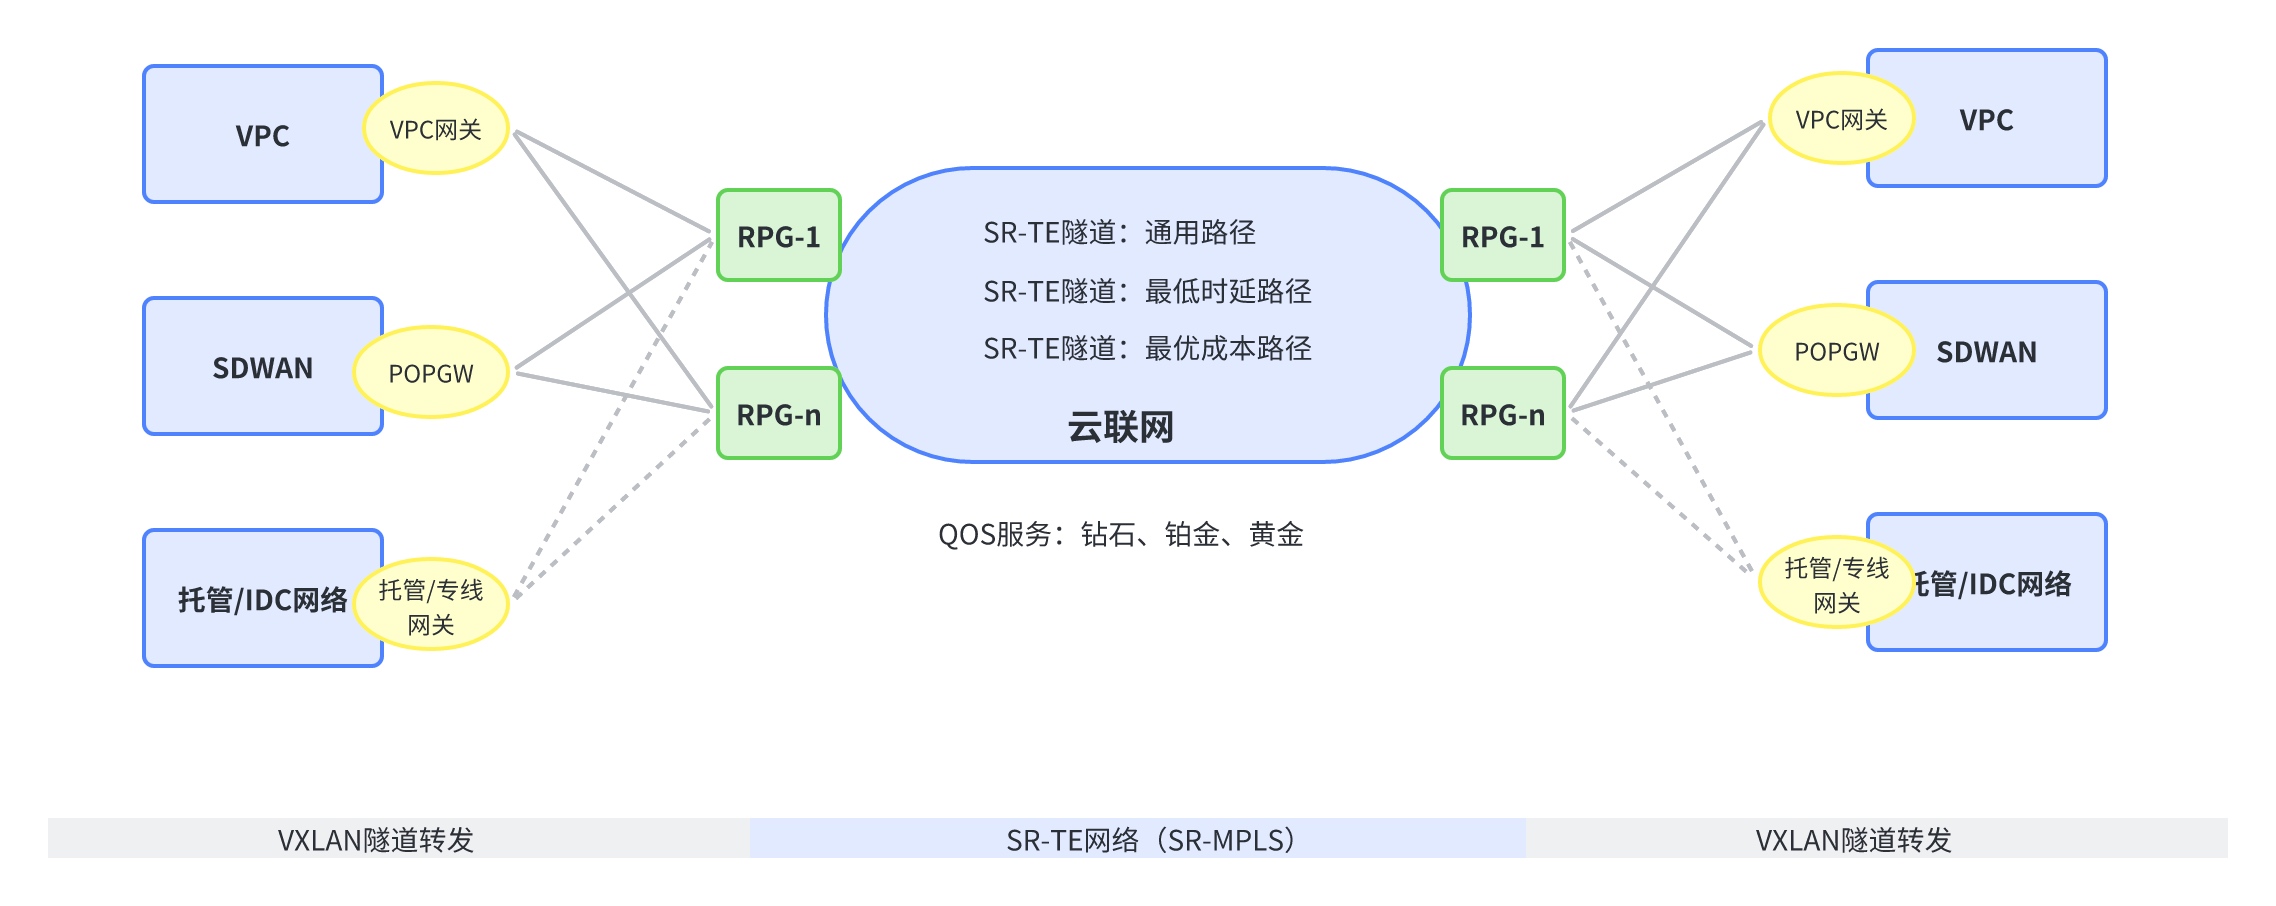 VPC
VPC网关
SDWAN
POPGW
托管/IDC网络
托管/专线
网关
RPG-1
RPG-n
SR-TE隧道：通用路径
SR-TE隧道：最低时延路径
SR-TE隧道：最优成本路径
云联网
QOS服务：钻石、铂金、黄金
RPG-1
RPG-n
VPC网关
VPC
POPGW
SDWAN
托管/专线
网关
托管/IDC网络
VXLAN隧道转发
SR-TE网络（SR-MPLS）
VXLAN隧道转发